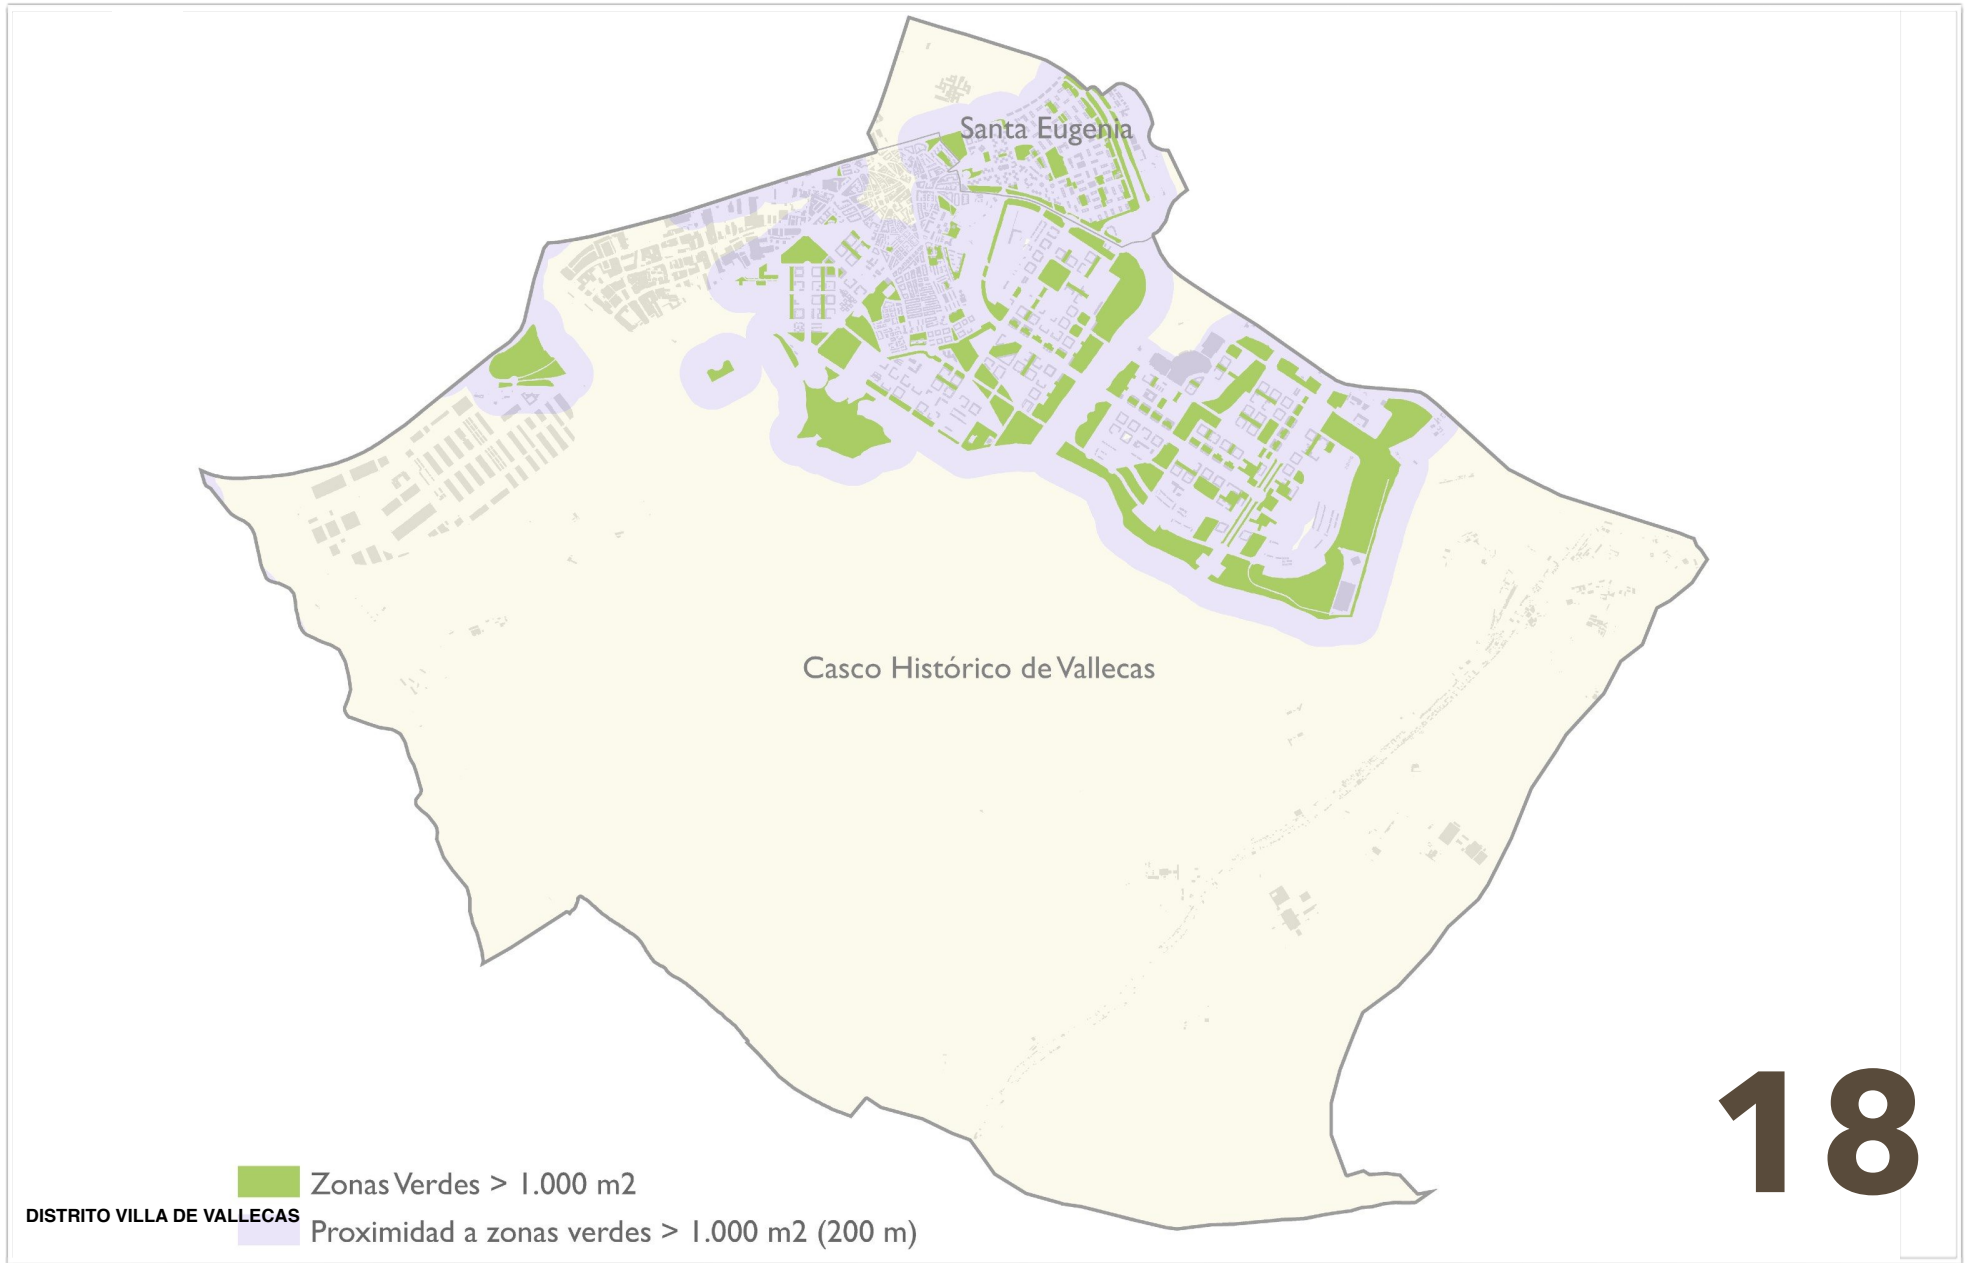 Santa Eugenia
Casco Histórico de Vallecas
18
Zonas Verdes > 1.000 m2
DISTRITO VILLA DE VALLECAS
Proximidad a zonas verdes > 1.000 m2 (200 m)